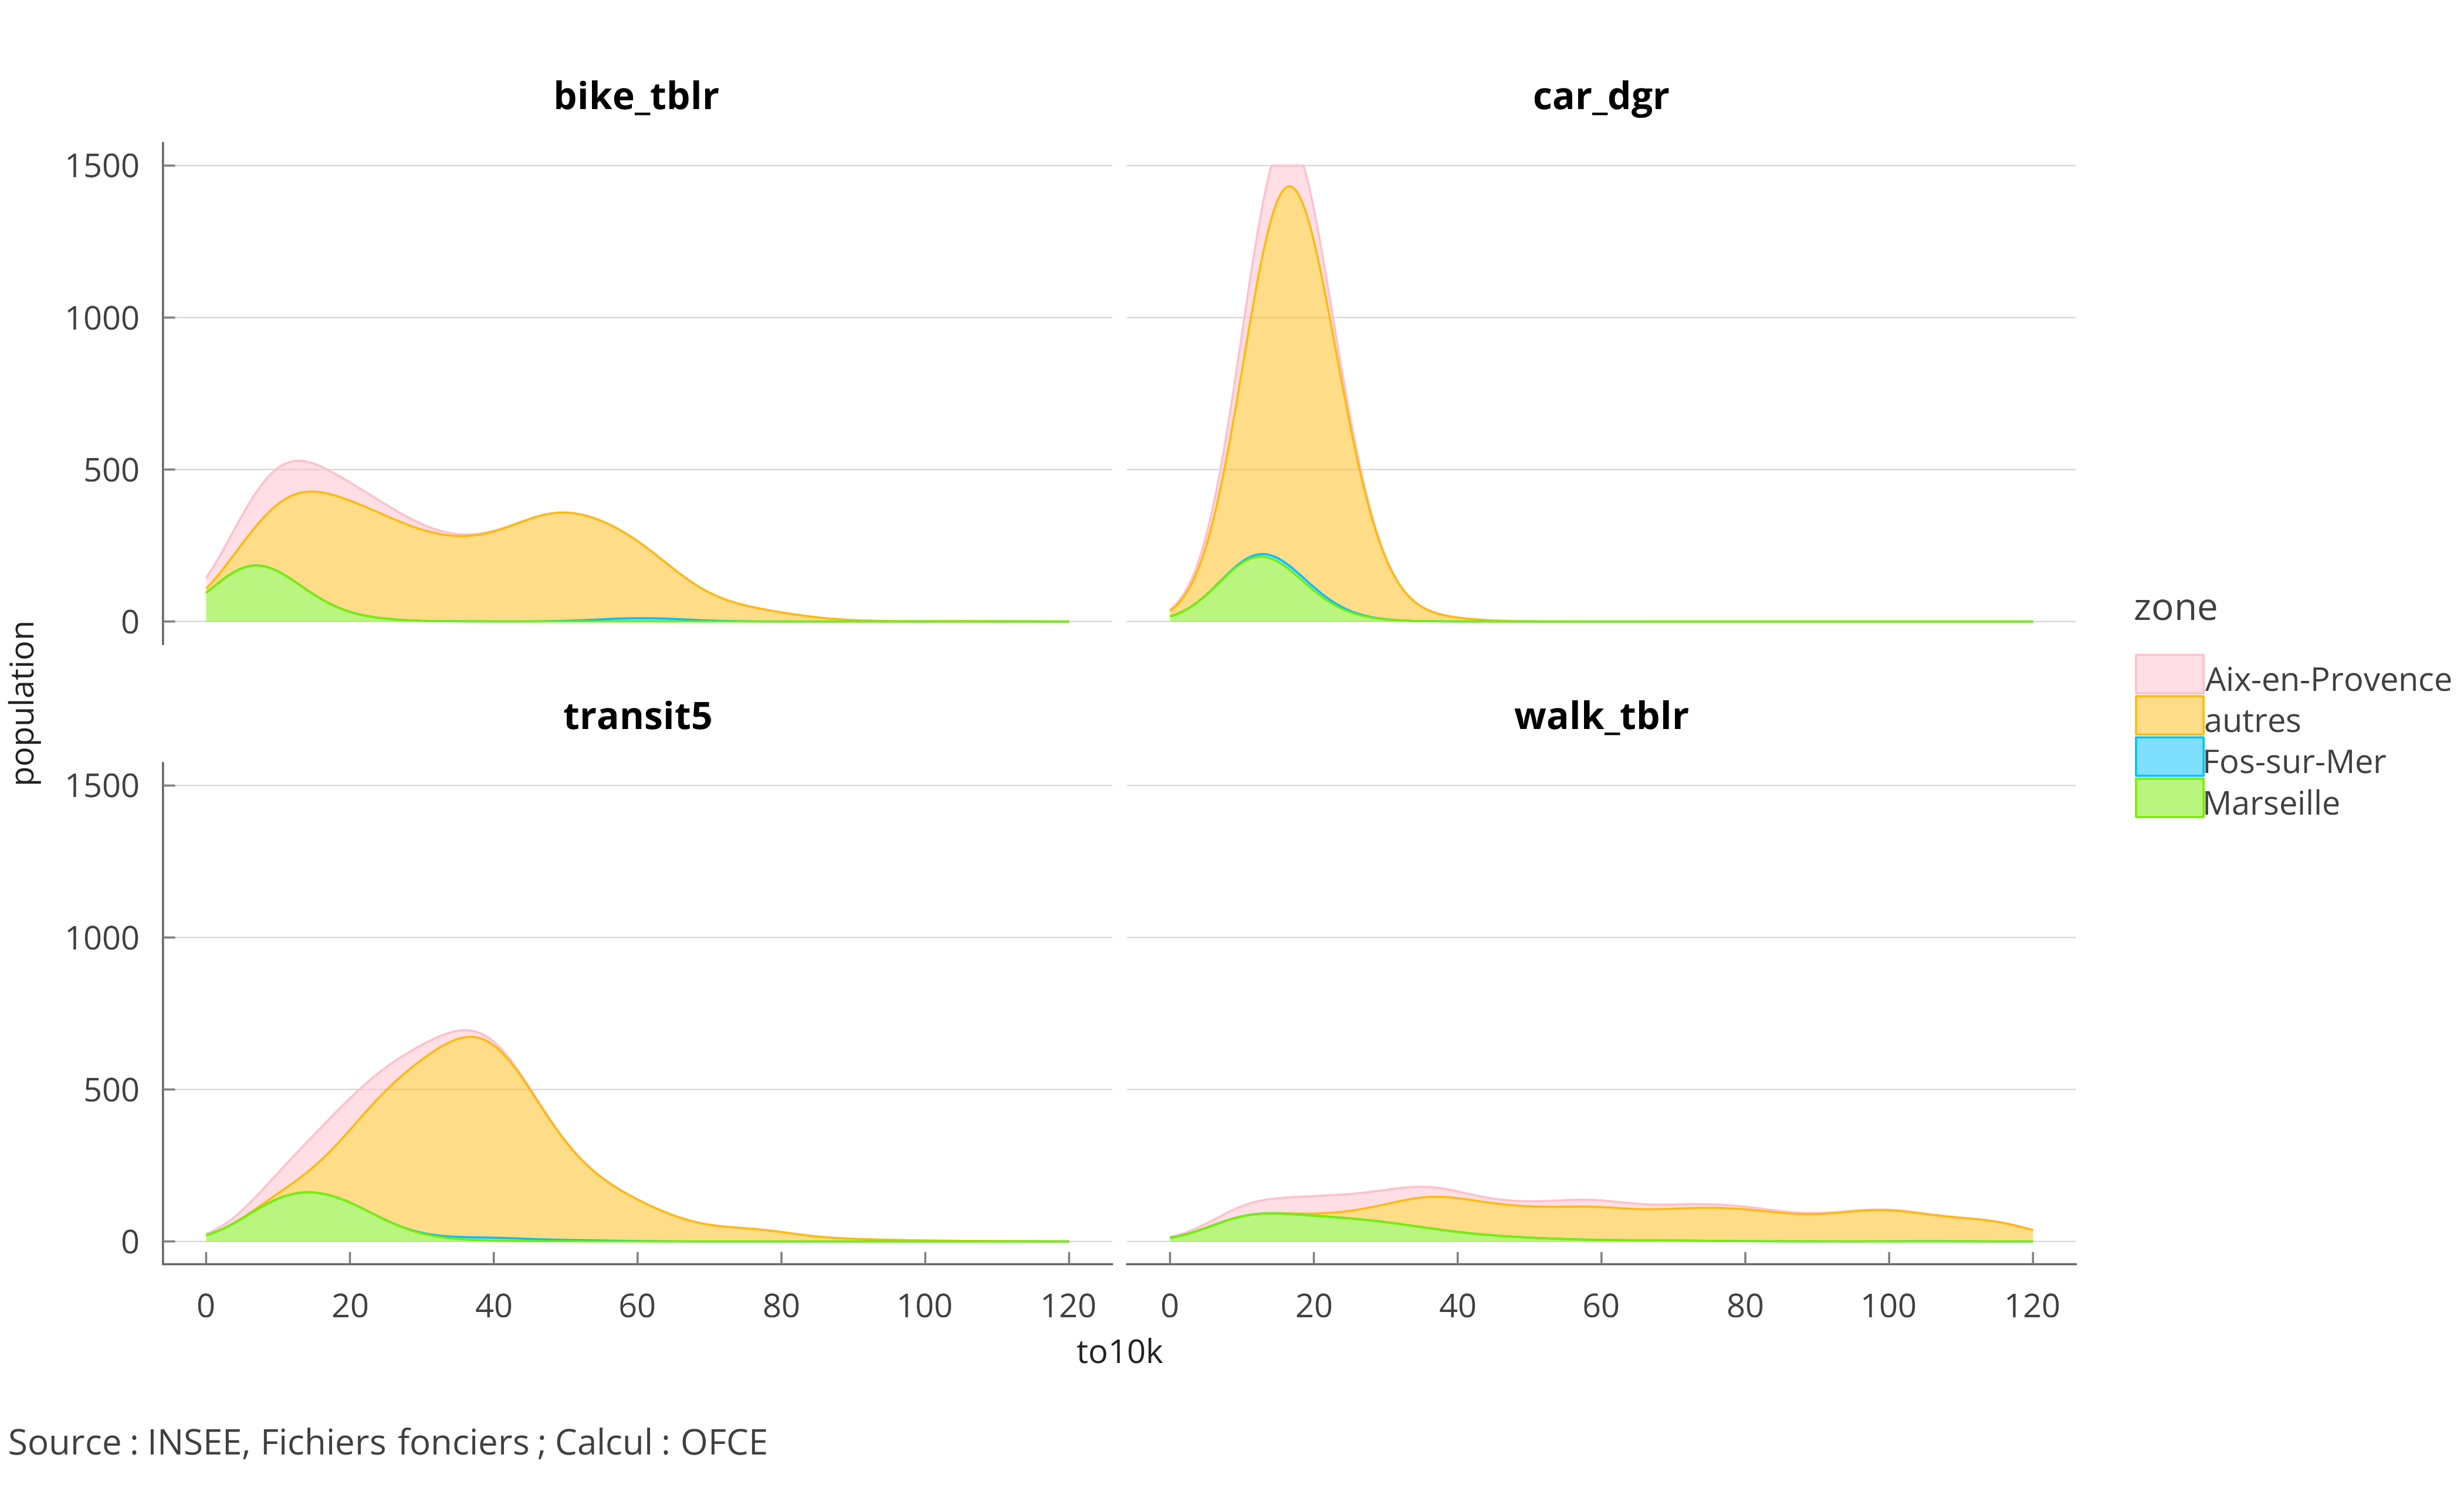 bike_tblr
car_dgr
1500
1000
500
0
population
transit5
walk_tblr
1500
1000
500
0
0 20 40 60 80 100 120
0 20 40 60 80 100 120
to10k
zone
Aix-en-Provence
autres
Fos-sur-Mer
Marseille
Source : INSEE, Fichiers fonciers ; Calcul : OFCE